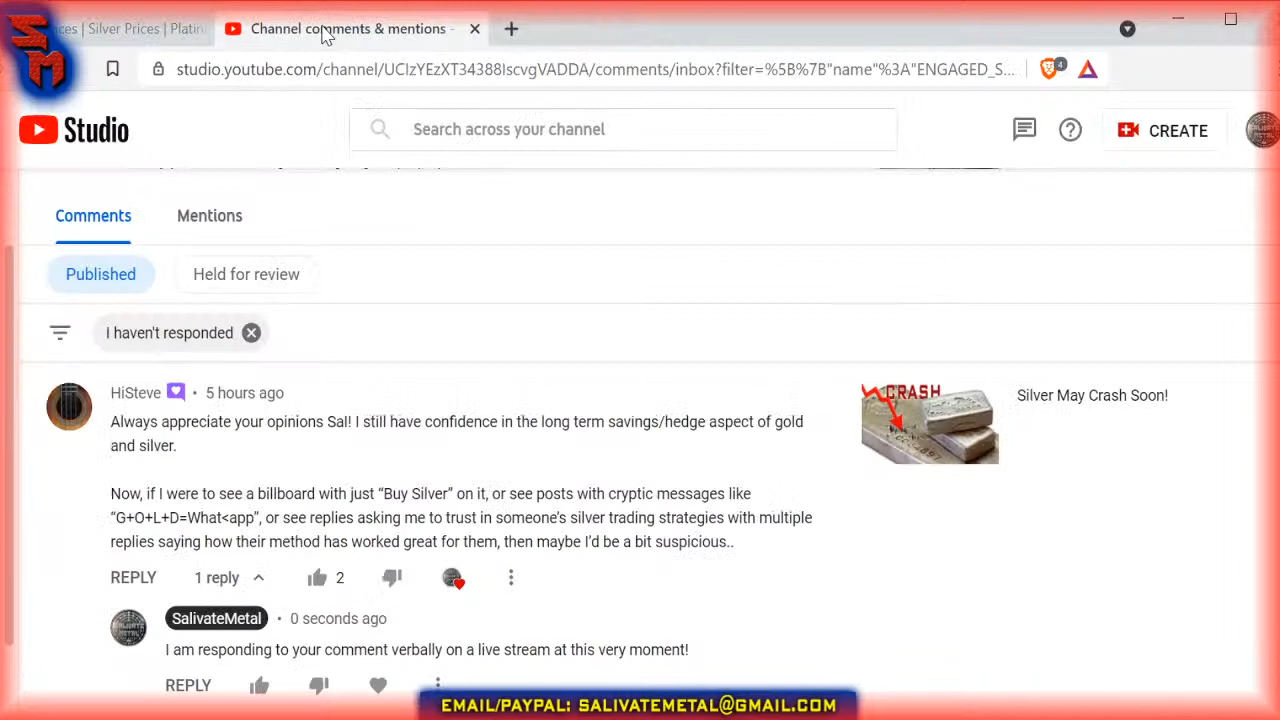 SM
ces | Silver Prices | Platin
Channel comments & mentions -
studio.youtube.com/channel/UCIzYEzXT34388IscvgVADDA/comments/inbox?filter=%5B%7B"name"%3A"ENGAGED_S...
4
Studio
Search across your channel
CREATE
Comments
Mentions
Published
Held for review
I haven't responded
HiSteve • 5 hours ago
Always appreciate your opinions Sal! I still have confidence in the long term savings/hedge aspect of gold
and silver.
Now, if I were to see a billboard with just “Buy Silver” on it, or see posts with cryptic messages like
“G+O+L+D=What<app”, or see replies asking me to trust in someone’s silver trading strategies with multiple
replies saying how their method has worked great for them, then maybe I’d be a bit suspicious..
CRASH
Silver May Crash Soon!
REPLY
1 reply
2
SalivateMetal • 0 seconds ago
I am responding to your comment verbally on a live stream at this very moment!
REPLY
EMAIL/PAYPAL: SALIVATEMETAL@GMAIL.COM